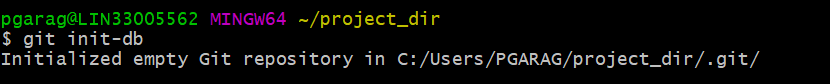 pgarag@LIN33005562 MINGW64 ~/project_dir
$ git init-db
Initialized empty Git repository in C:/Users/PGARAG/project_dir/.git/